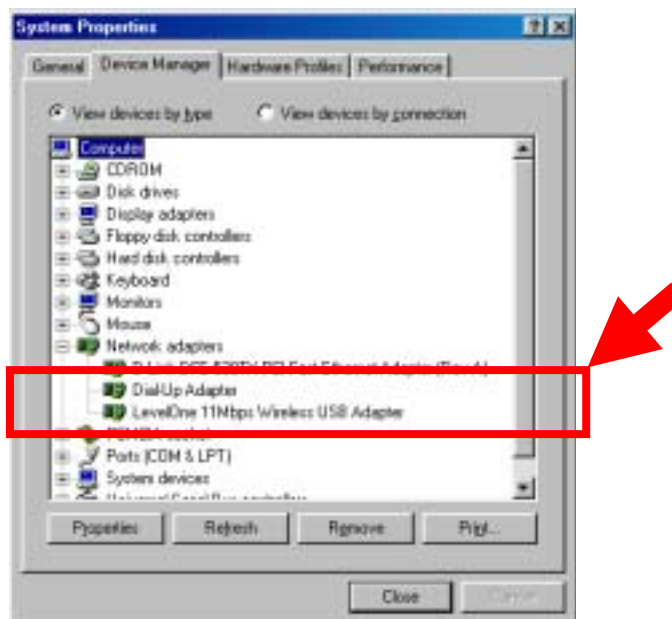 System Properties
General Device Manager Hardware Profiles Performance
View devices by type View devices by connection
Computer
CDROM
Disk drives
Display adapters
Floppy disk controllers
Hard disk controllers
Keyboard
Monitors
Mouse
Network adapters
Dial-Up Adapter
LevelOne 11Mbps Wireless USB Adapter
Ports (COM & LPT)
System devices
Properties Refresh Remove Print...
Close Cancel